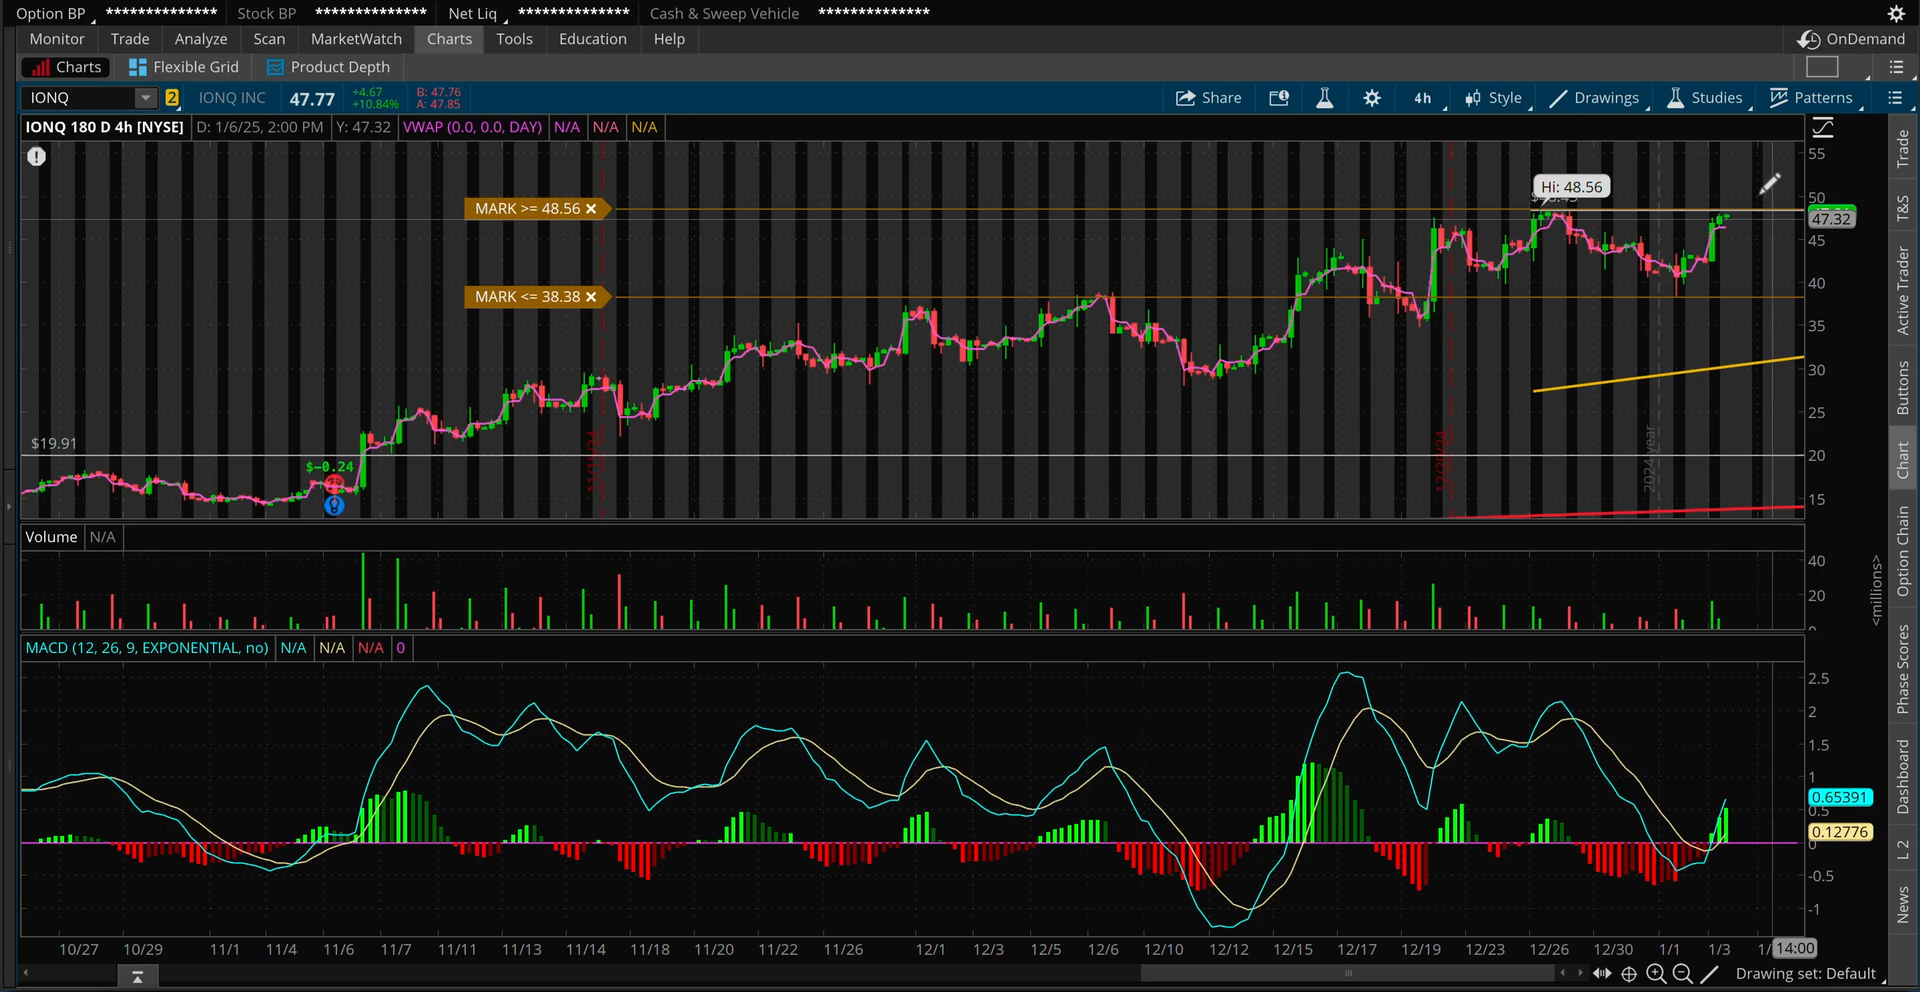 Option BP ************** Stock BP ************** Net Liq ************** Cash & Sweep Vehicle **************
Monitor Trade Analyze Scan MarketWatch Charts Tools Education Help OnDemand
Charts Flexible Grid Product Depth
IONQ 2 IONQ INC 47.77 +4.67 +10.84% B: 47.76 A: 47.85 Share 4h Style Drawings Studies Patterns
IONQ 180 D 4h [NYSE] D: 1/6/25, 2:00 PM Y: 47.32 VWAP (0.0, 0.0, DAY) N/A N/A N/A
55
Hi: 48.56
50
MARK >= 48.56 ×
47.32
45
40
MARK <= 38.38 ×
35
30
25
$19.91
20
$-0.24
15
12/20/24
2024 year
Volume N/A
40
20
0
<millions>
MACD (12, 26, 9, EXPONENTIAL, no) N/A N/A N/A 0
2.5
2
1.5
1
0.65391
0.5
0.12776
0
-0.5
-1
10/27 10/29 11/1 11/4 11/6 11/7 11/11 11/13 11/14 11/18 11/20 11/22 11/26 12/1 12/3 12/5 12/6 12/10 12/12 12/15 12/17 12/19 12/23 12/26 12/30 1/1 1/3 14:00
Drawing set: Default
Trade
T&S
Active Trader
Buttons
Chart
Option Chain
Phase Scores
Dashboard
L 2
News